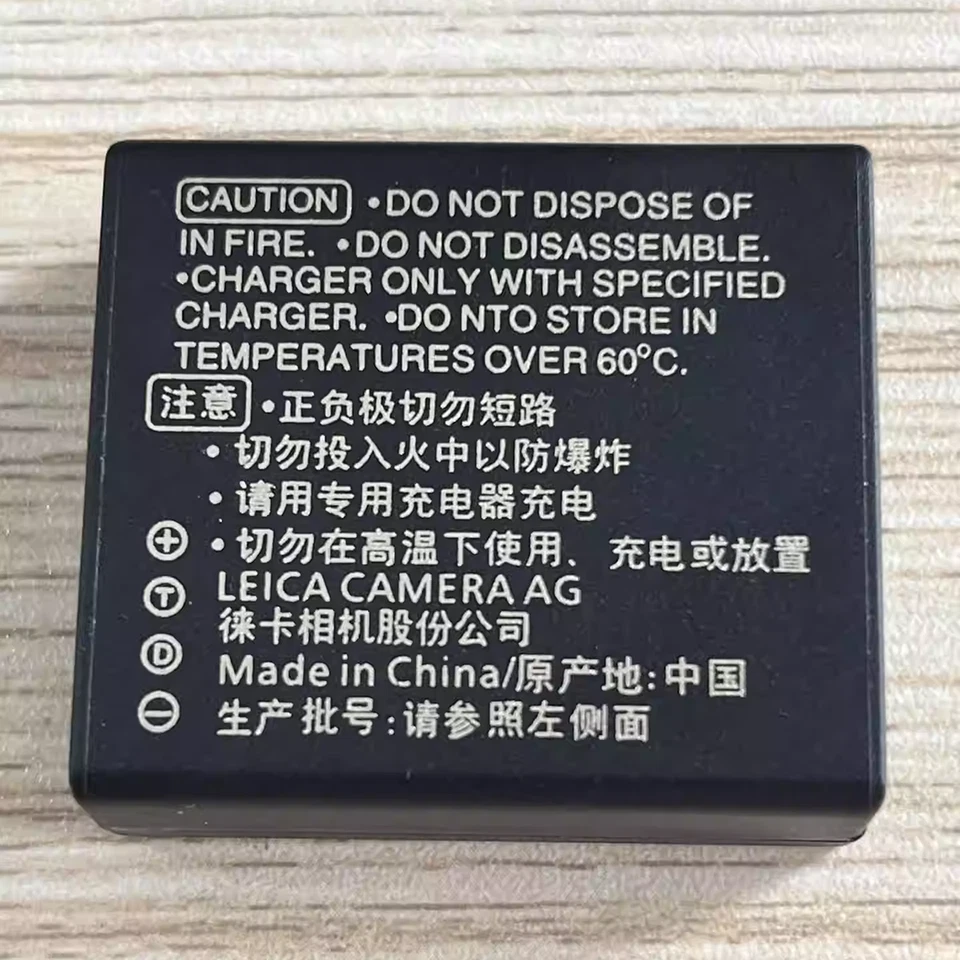 CAUTION •DO NOT DISPOSE OF
IN FIRE. •DO NOT DISASSEMBLE.
•CHARGER ONLY WITH SPECIFIED
CHARGER. •DO NTO STORE IN
TEMPERATURES OVER 60°C.
注意 •正负极切勿短路
•切勿投入火中以防爆炸
•请用专用充电器充电
+ •切勿在高温下使用、充电或放置
T LEICA CAMERA AG
徕卡相机股份公司
D Made in China/原产地:中国
− 生产批号:请参照左侧面